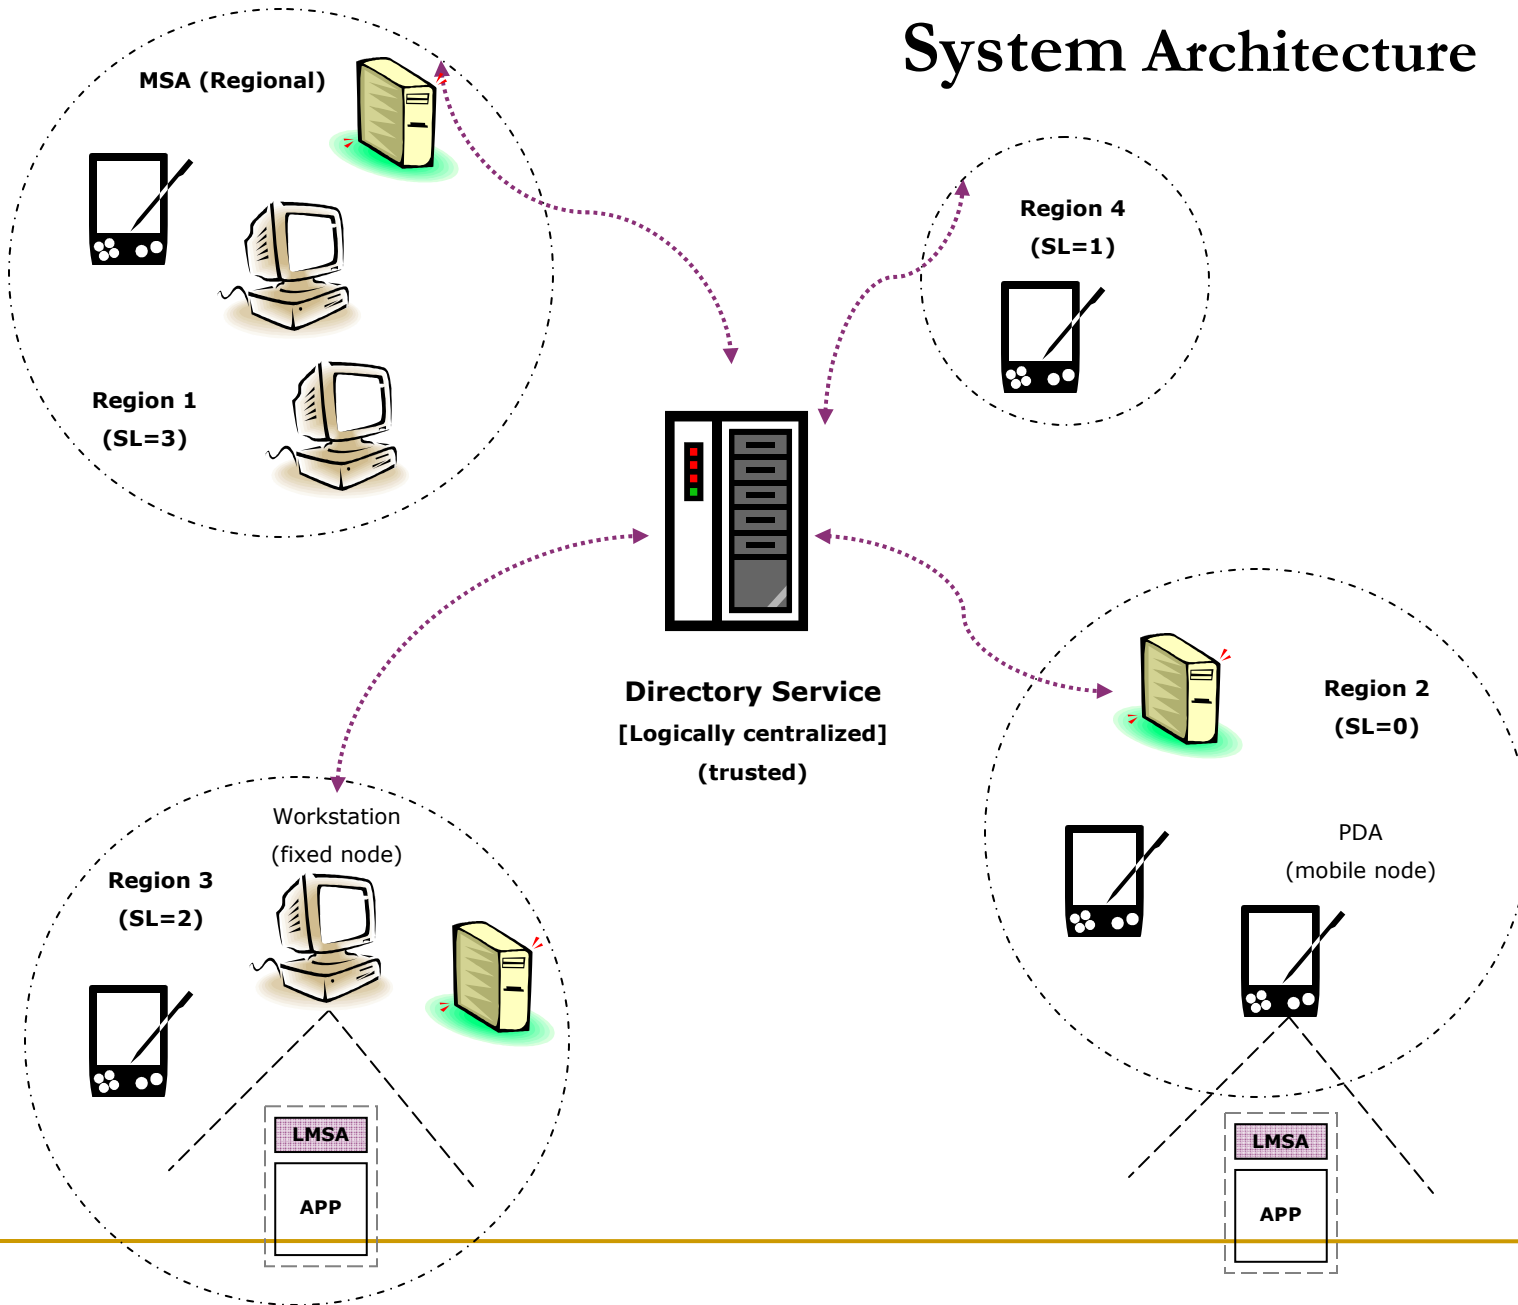 System Architecture
MSA (Regional)
Region 4
(SL=1)
Region 1
(SL=3)
Directory Service
[Logically centralized]
(trusted)
Region 2
(SL=0)
Workstation
(fixed node)
Region 3
(SL=2)
PDA
(mobile node)
LMSA
APP
LMSA
APP